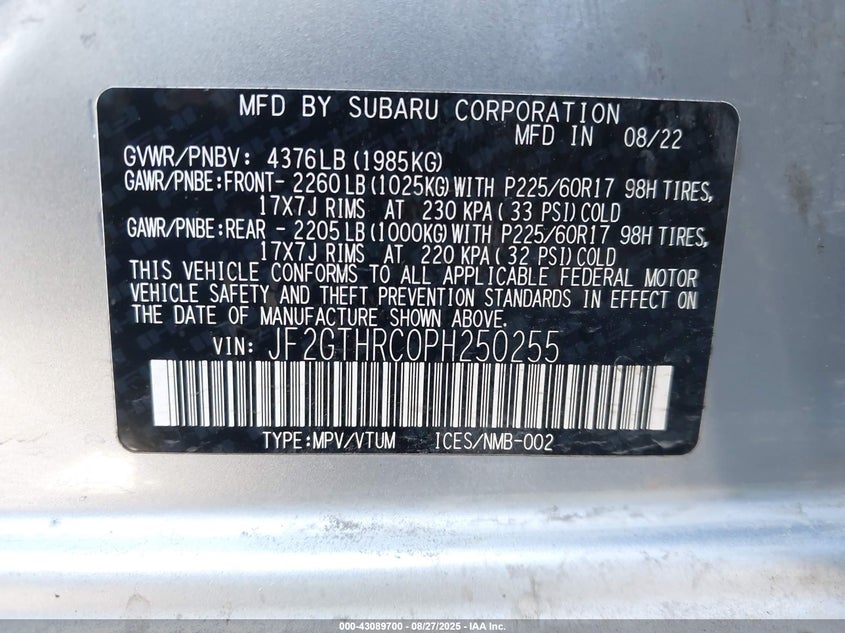 MFD BY SUBARU CORPORATION
MFD IN 08/22
GVWR/PNBV: 4376LB (1985KG)
GAWR/PNBE:FRONT- 2260LB (1025KG) WITH P225/60R17 98H TIRES,
17X7J RIMS AT 230 KPA( 33 PSI) COLD
GAWR/PNBE:REAR - 2205LB (1000KG) WITH P225/60R17 98H TIRES,
17X7J RIMS AT 220 KPA( 32 PSI) COLD
THIS VEHICLE CONFORMS TO ALL APPLICABLE FEDERAL MOTOR
VEHICLE SAFETY AND THEFT PREVENTION STANDARDS IN EFFECT ON
THE DATE OF MANUFACTURE SHOWN ABOVE.
VIN: JF2GTHRC0PH250255
TYPE:MPV/VTUM ICES/NMB-002
000-43089700 - 08/27/2025 - IAA Inc.